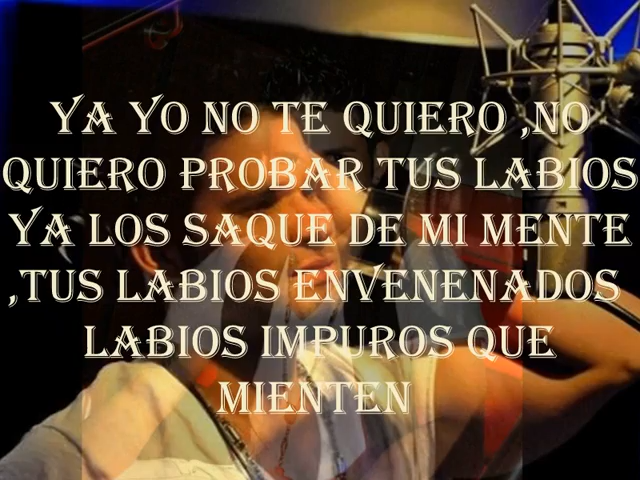 YA YO NO TE QUIERO ,NO
QUIERO PROBAR TUS LABIOS
YA LOS SAQUE DE MI MENTE
,TUS LABIOS ENVENENADOS
LABIOS IMPUROS QUE
MIENTEN